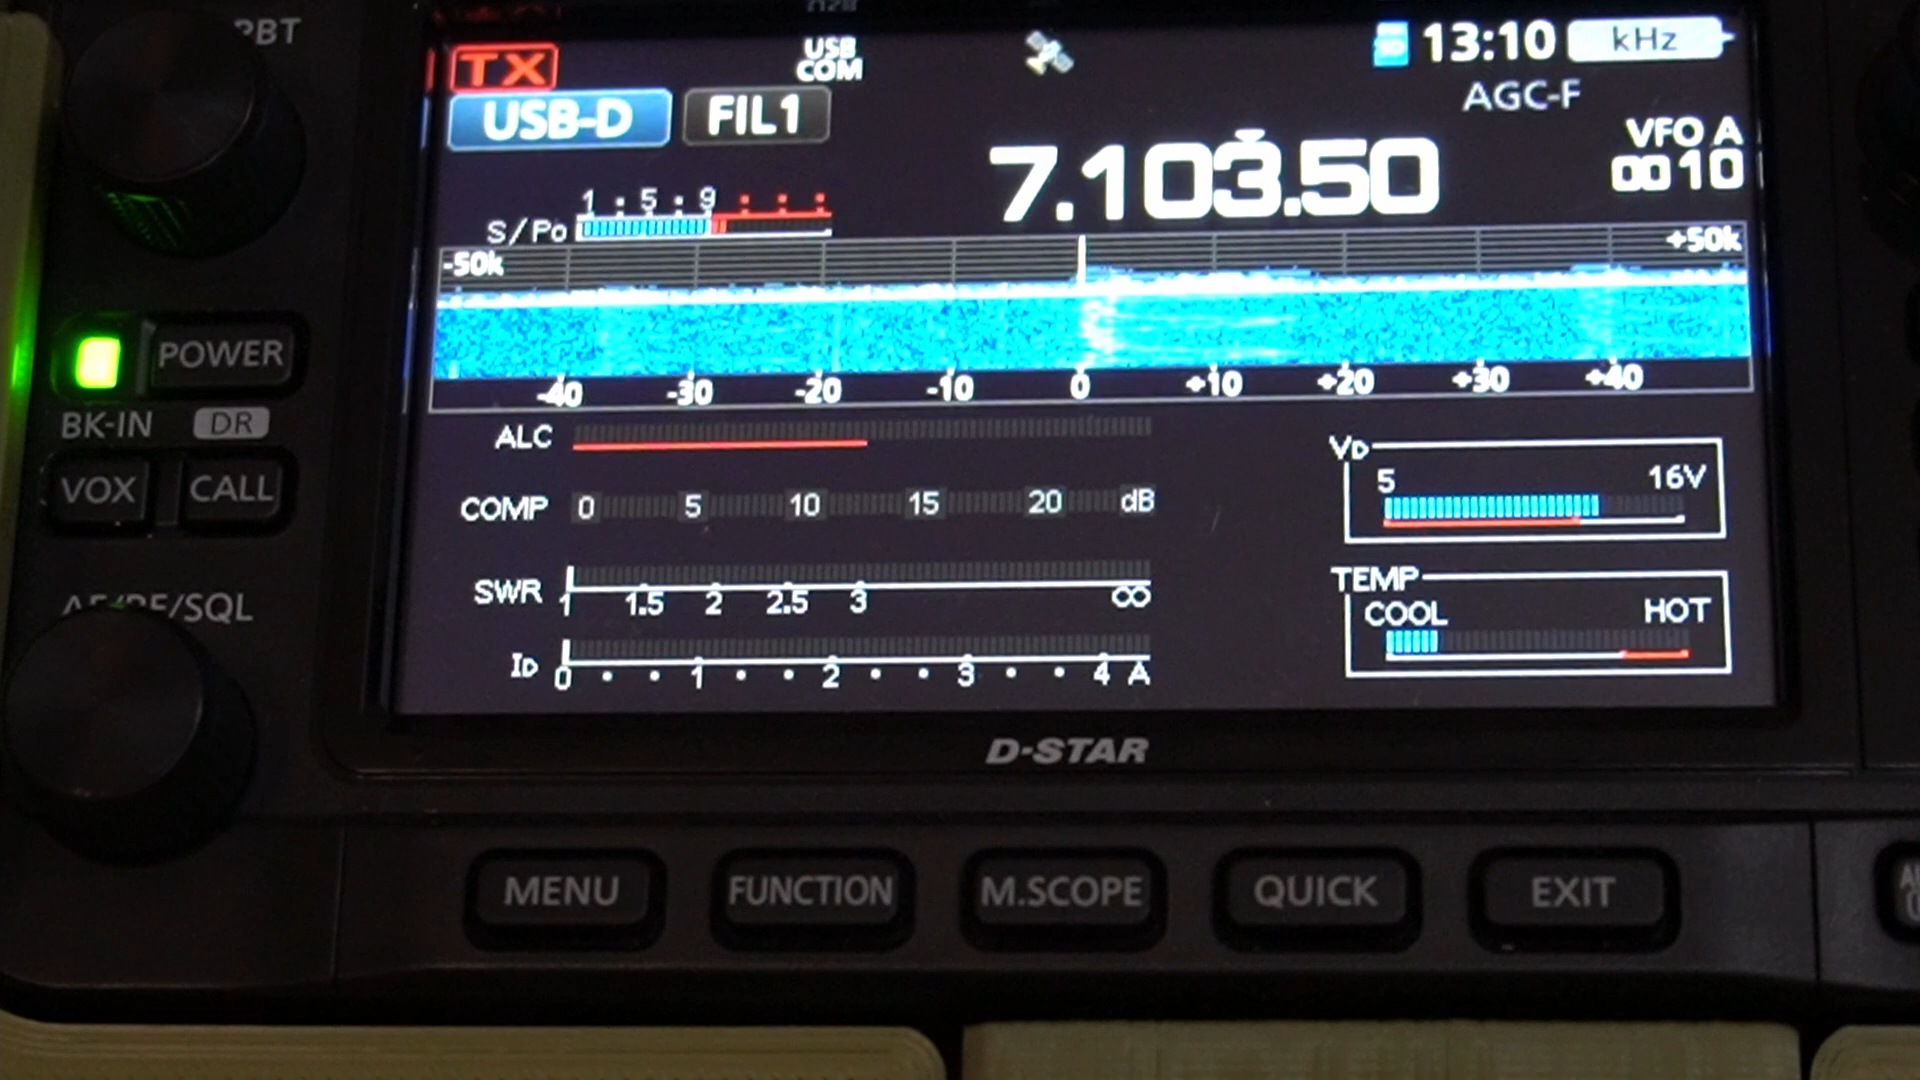 PBT
TX
USB COM
13:10
kHz
AGC-F
USB-D
FIL1
7.103.50
VFO A
0010
1 5 9
S/Po
-50k
+50k
-40 -30 -20 -10 0 +10 +20 +30 +40
POWER
BK-IN
DR
VOX
CALL
AF/RF/SQL
ALC
COMP 0 5 10 15 20 dB
SWR 1 1.5 2 2.5 3 ∞
ID 0 1 2 3 4 A
VD
5 16V
TEMP
COOL HOT
D-STAR
MENU
FUNCTION
M.SCOPE
QUICK
EXIT